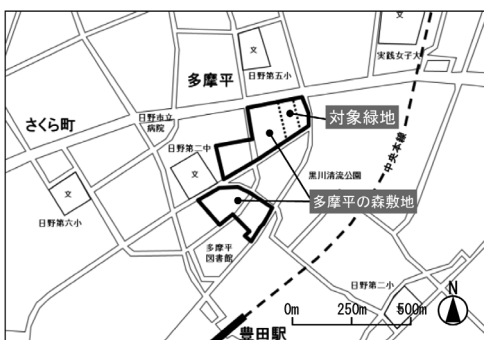 文
実践女子大
文
日野第五小
多摩平
対象緑地
さくら町
日野市立
病院
中央本線
日野第二中
文
黒川清流公園
文
多摩平の森敷地
日野第六小
多摩平
図書館
日野第二小
文
N
0m 250m 500m
豊田駅